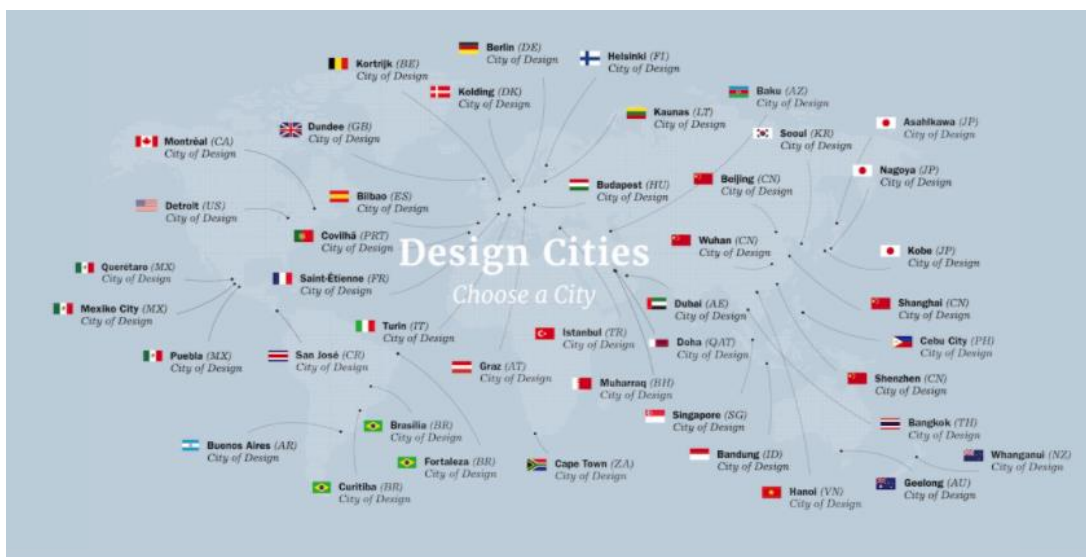 Berlin (DE)
City of Design
Kortrijk (BE)
City of Design
Helsinki (FI)
City of Design
Kolding (DK)
City of Design
Baku (AZ)
City of Design
Kaunas (LT)
City of Design
Dundee (GB)
City of Design
Seoul (KR)
City of Design
Asahikawa (JP)
City of Design
Montréal (CA)
City of Design
Nagoya (JP)
City of Design
Budapest (HU)
City of Design
Beijing (CN)
City of Design
Bilbao (ES)
City of Design
Detroit (US)
City of Design
Covilhã (PRT)
City of Design
Wuhan (CN)
City of Design
Design Cities
Choose a City
Kobe (JP)
City of Design
Querétaro (MX)
City of Design
Saint-Étienne (FR)
City of Design
Mexiko City (MX)
City of Design
Dubai (AE)
City of Design
Shanghai (CN)
City of Design
Turin (IT)
City of Design
Istanbul (TR)
City of Design
Doha (QAT)
City of Design
Cebu City (PH)
City of Design
Puebla (MX)
City of Design
San José (CR)
City of Design
Graz (AT)
City of Design
Muharraq (BH)
City of Design
Shenzhen (CN)
City of Design
Singapore (SG)
City of Design
Brasilia (BR)
City of Design
Bangkok (TH)
City of Design
Buenos Aires (AR)
City of Design
Fortaleza (BR)
City of Design
Cape Town (ZA)
City of Design
Bandung (ID)
City of Design
Whanganui (NZ)
City of Design
Curitiba (BR)
City of Design
Hanoi (VN)
City of Design
Geelong (AU)
City of Design